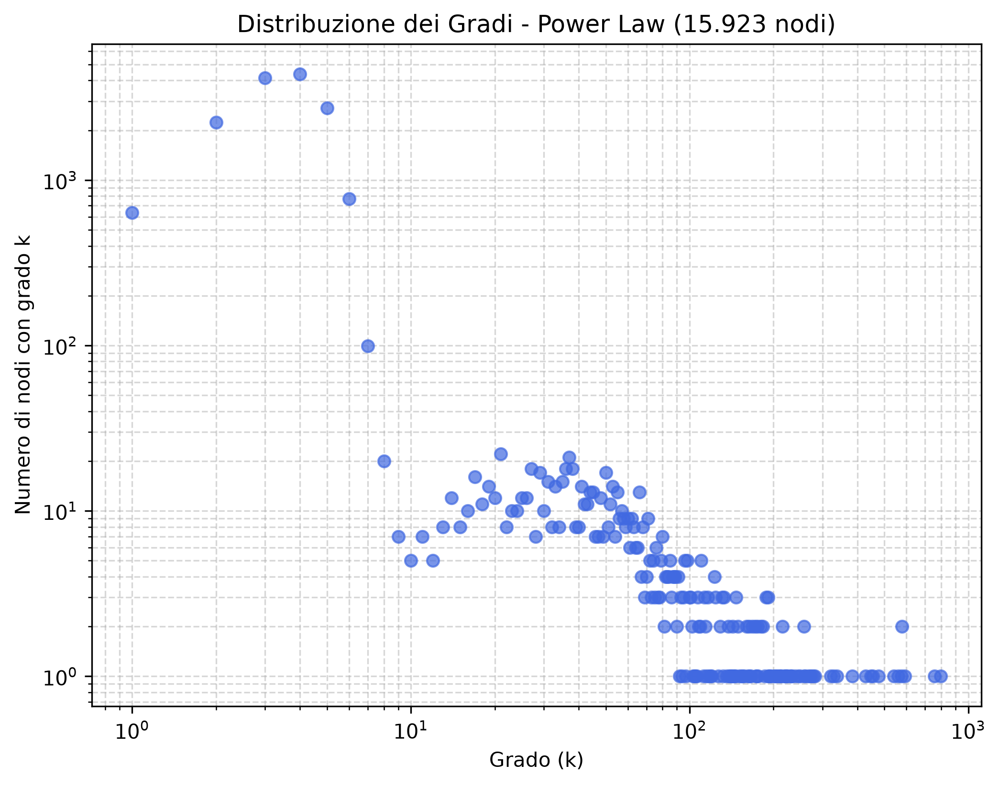 Distribuzione dei Gradi - Power Law (15.923 nodi)
Numero di nodi con grado k
10³
10²
10¹
10⁰
10⁰ 10¹ 10² 10³
Grado (k)